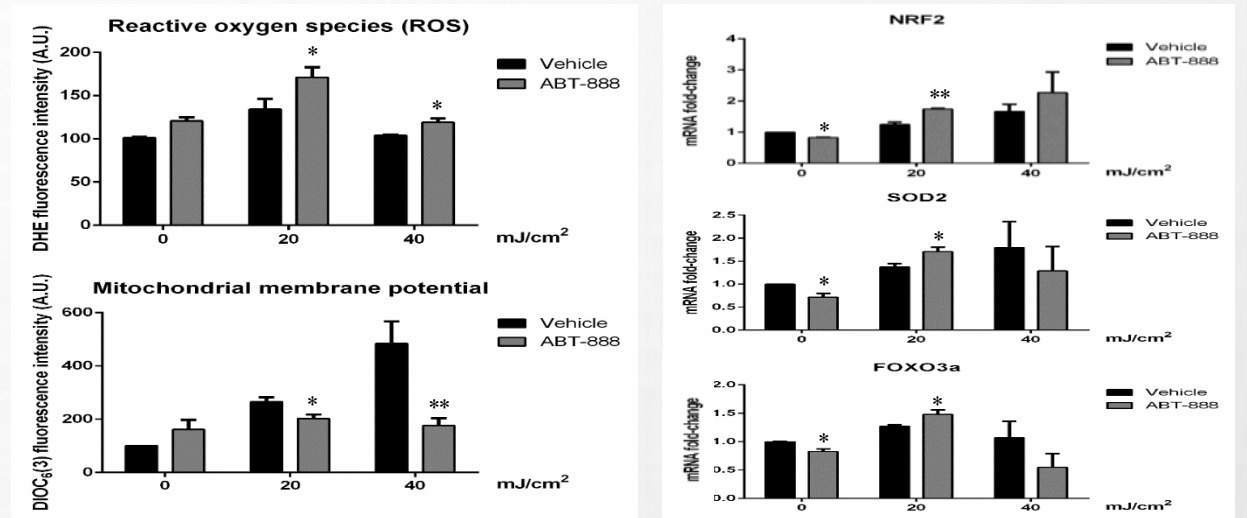 Reactive oxygen species (ROS)
DHE fluorescence intensity (A.U.)
200
150
100
50
0
*
*
Vehicle
ABT-888
0 20 40 mJ/cm²
Mitochondrial membrane potential
DIOC₆(3) fluorescence intensity (A.U.)
600
400
200
0
*
**
Vehicle
ABT-888
0 20 40 mJ/cm²
NRF2
mRNA fold-change
4
3
2
1
0
*
**
Vehicle
ABT-888
0 20 40 mJ/cm²
SOD2
mRNA fold-change
2.5
2.0
1.5
1.0
0.5
0.0
*
*
Vehicle
ABT-888
0 20 40 mJ/cm²
FOXO3a
mRNA fold-change
2.0
1.5
1.0
0.5
0.0
*
*
Vehicle
ABT-888
0 20 40 mJ/cm²